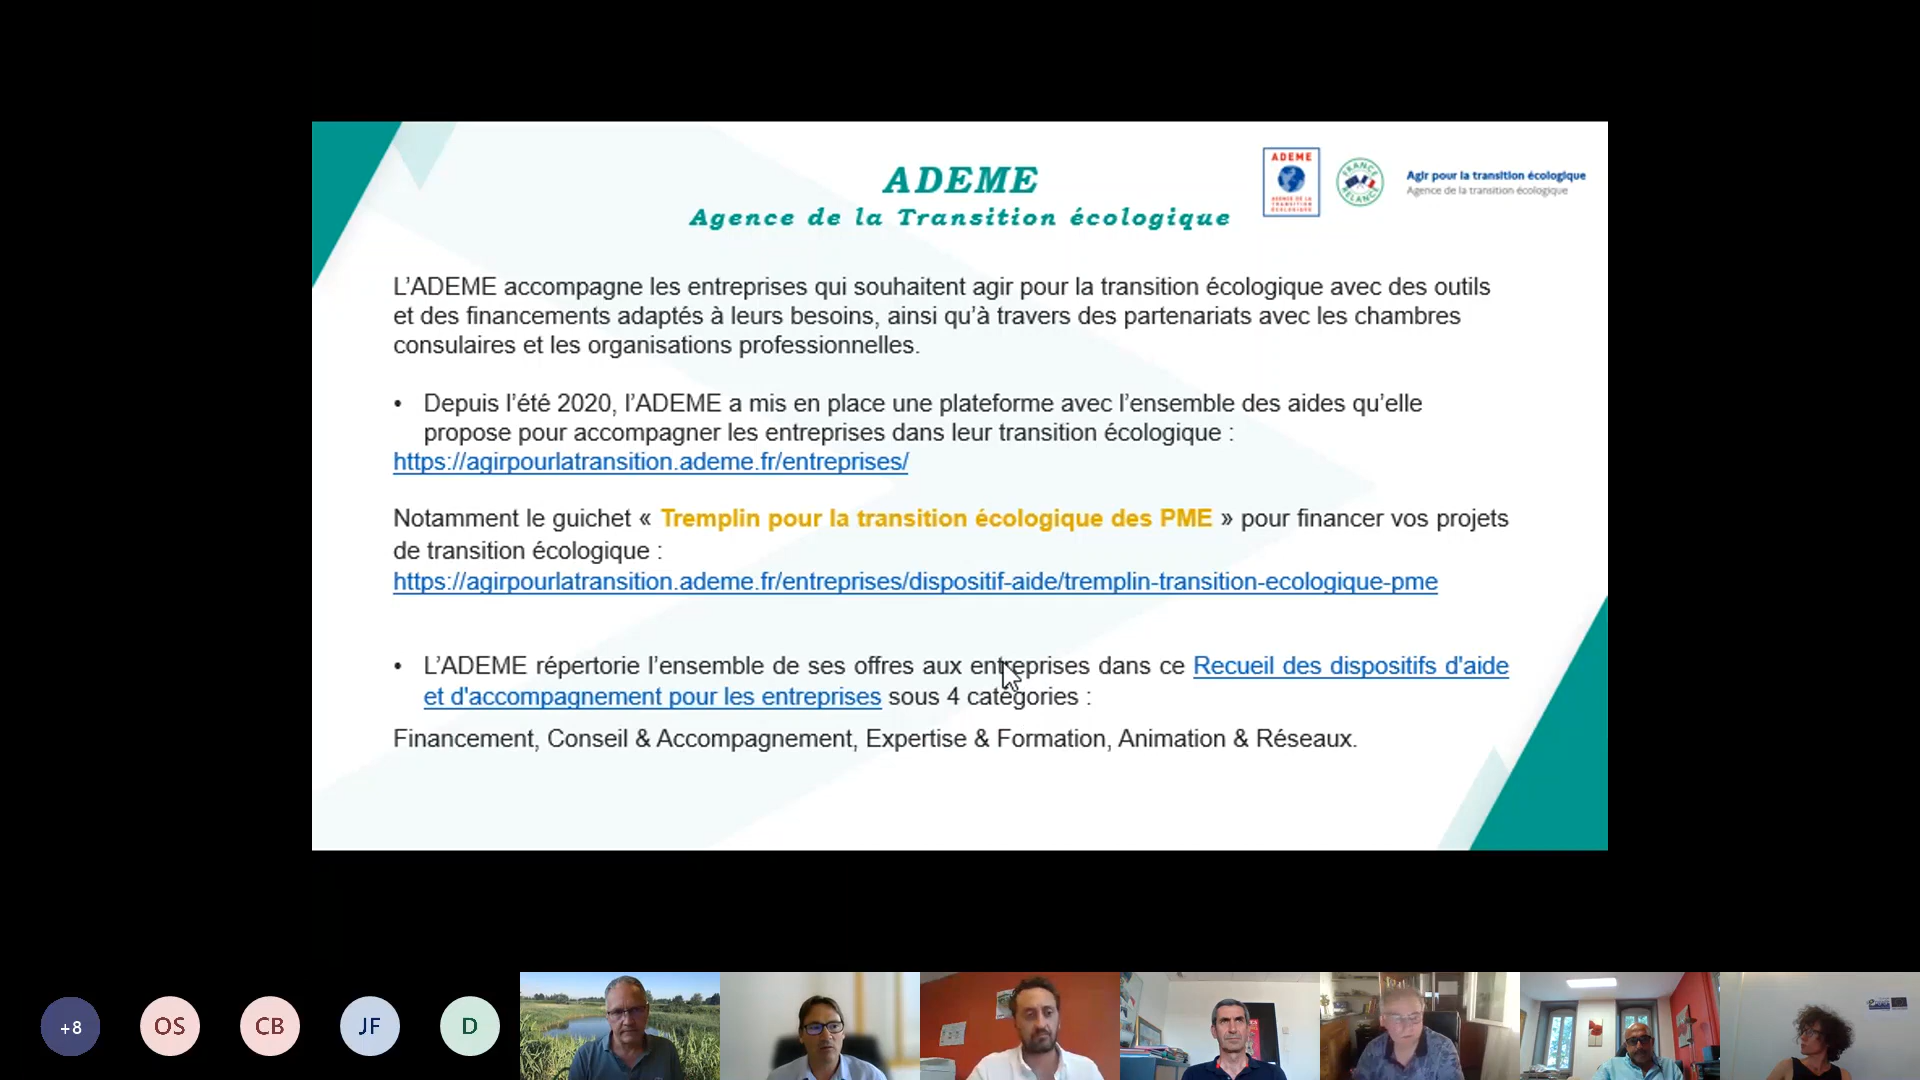 ADEME
Agence de la Transition écologique
ADEME
AGENCE DE LA
TRANSITION
ÉCOLOGIQUE
FRANCE
RELANCE
Agir pour la transition écologique
Agence de la transition écologique
L’ADEME accompagne les entreprises qui souhaitent agir pour la transition écologique avec des outils
et des financements adaptés à leurs besoins, ainsi qu’à travers des partenariats avec les chambres
consulaires et les organisations professionnelles.
• Depuis l’été 2020, l’ADEME a mis en place une plateforme avec l’ensemble des aides qu’elle
propose pour accompagner les entreprises dans leur transition écologique :
https://agirpourlatransition.ademe.fr/entreprises/
Notamment le guichet « Tremplin pour la transition écologique des PME » pour financer vos projets
de transition écologique :
https://agirpourlatransition.ademe.fr/entreprises/dispositif-aide/tremplin-transition-ecologique-pme
• L’ADEME répertorie l’ensemble de ses offres aux entreprises dans ce Recueil des dispositifs d'aide
et d'accompagnement pour les entreprises sous 4 catégories :
Financement, Conseil & Accompagnement, Expertise & Formation, Animation & Réseaux.
+8
OS
CB
JF
D